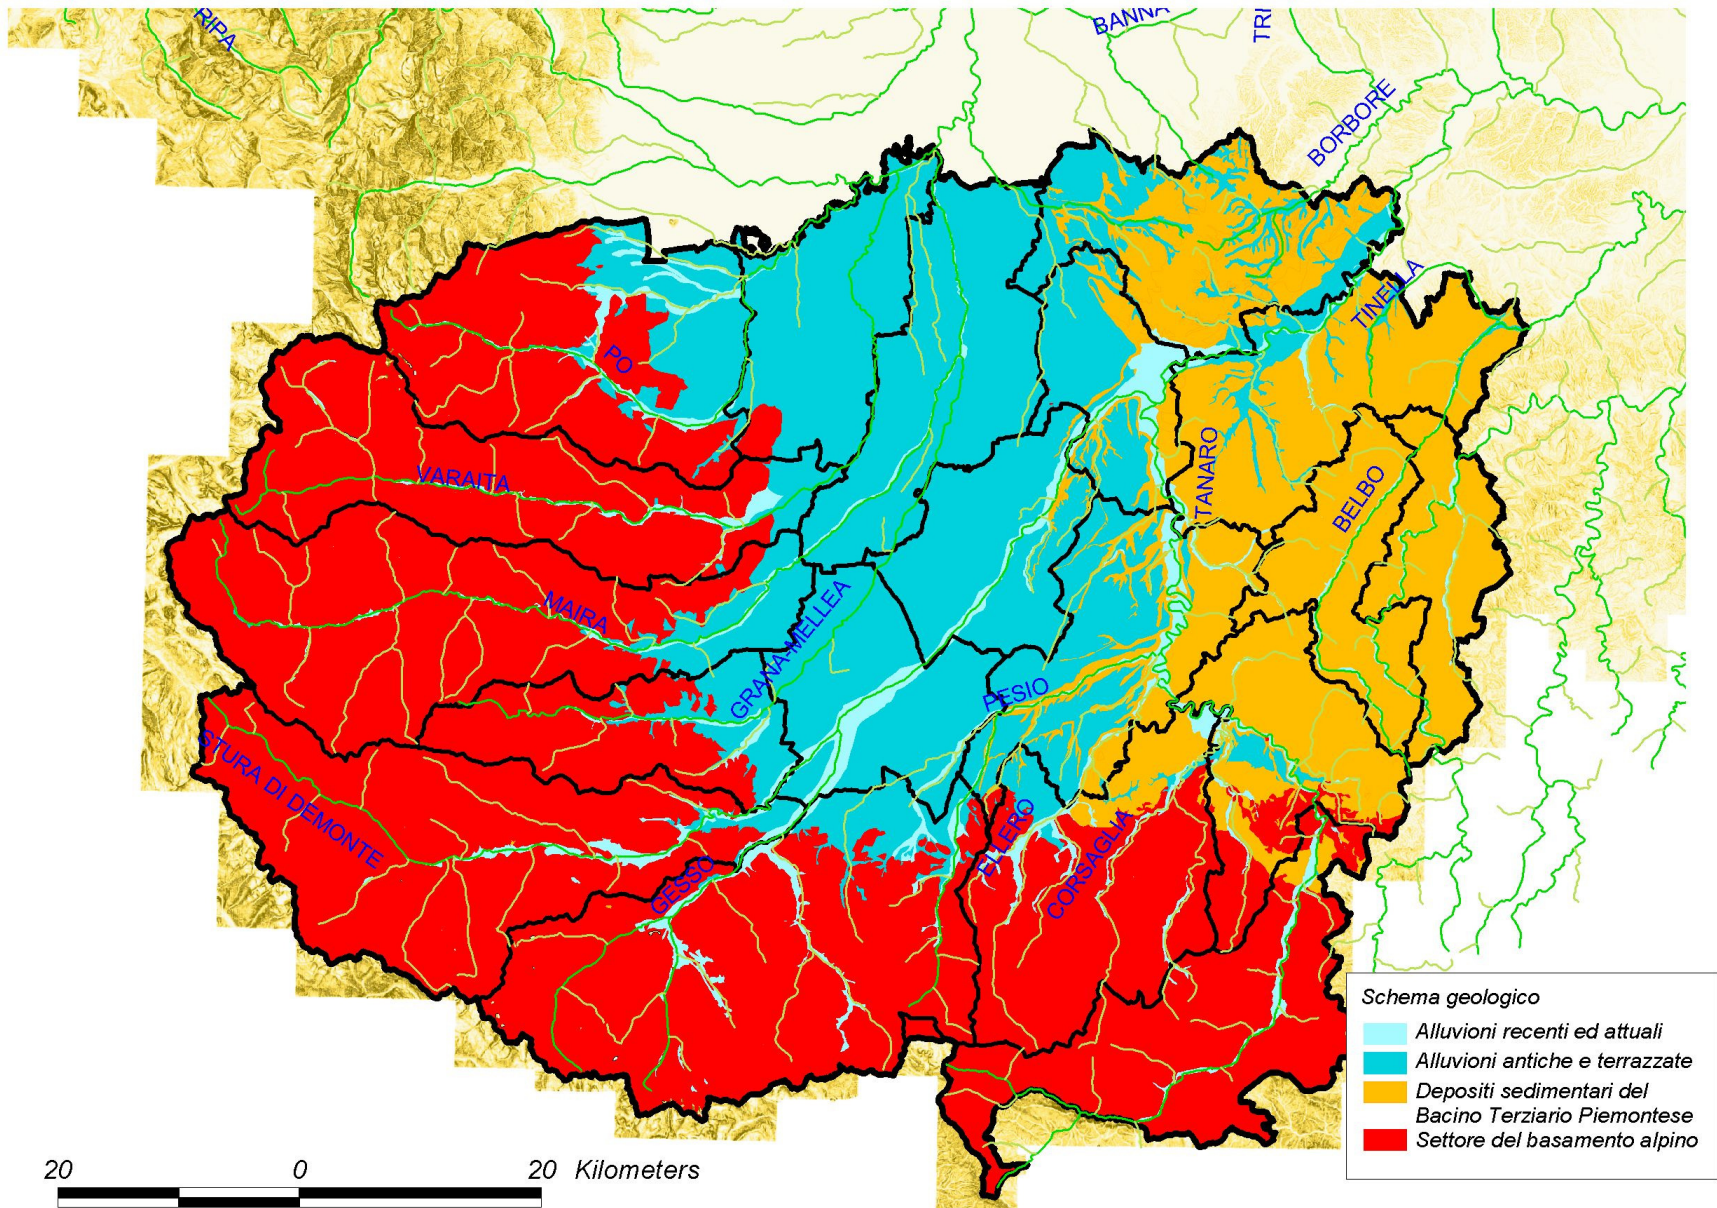 RIPA
BANNA
TRI
BORBORE
TINELLA
PO
VARAITA
TANARO
BELBO
MAIRA
GRANA-MELLEA
PESIO
STURA DI DEMONTE
GESSO
ELLERO
CORSAGLIA
Schema geologico
Alluvioni recenti ed attuali
Alluvioni antiche e terrazzate
Depositi sedimentari del
Bacino Terziario Piemontese
Settore del basamento alpino
20 0 20 Kilometers